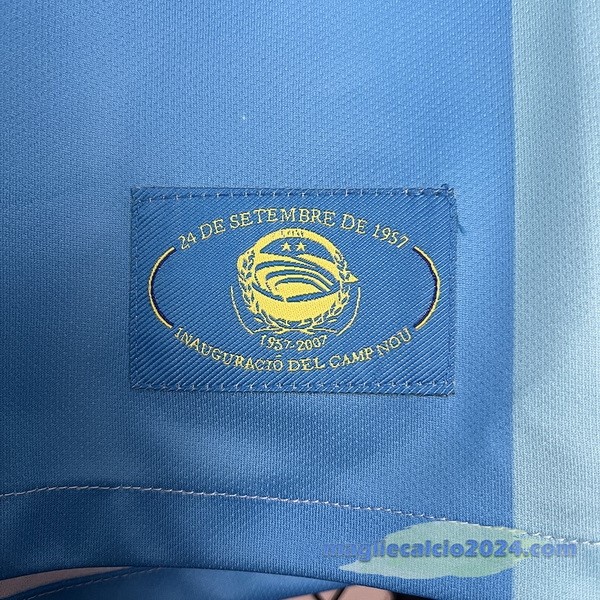 24 DE SETEMBRE DE 1957
1957-2007
INAUGURACIÓ DEL CAMP NOU
magliecalcio2024.com